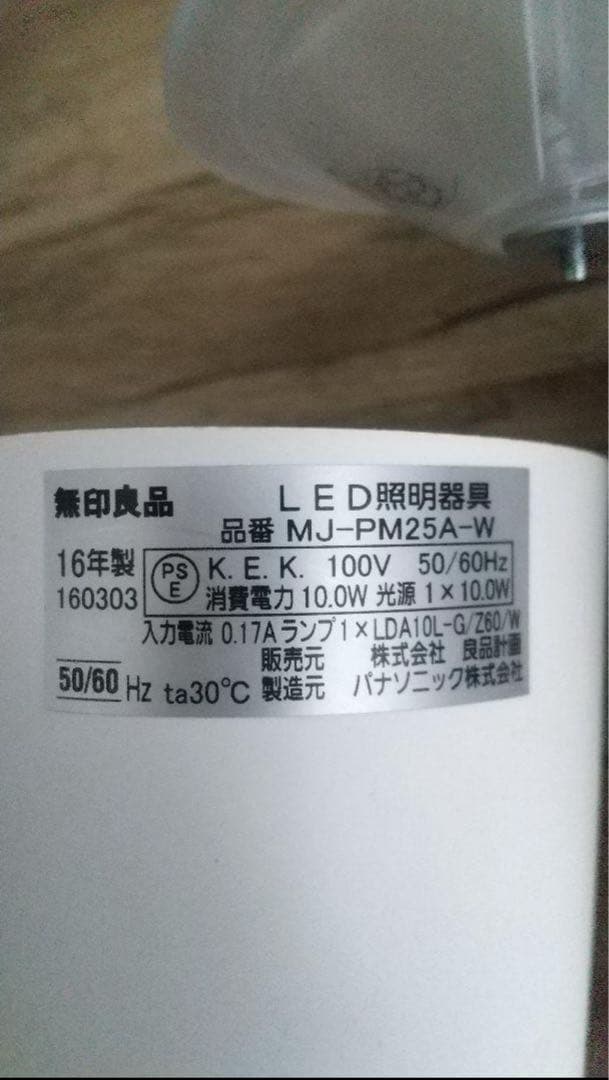 無印良品 LED照明器具
品番 MJ-PM25A-W
16年製 PS E K.E.K. 100V 50/60Hz
160303 消費電力 10.0W 光源 1×10.0W
入力電流 0.17A ランプ1×LDA10L-G/Z60/W
販売元 株式会社 良品計画
50/60 Hz ta30℃ 製造元 パナソニック株式会社